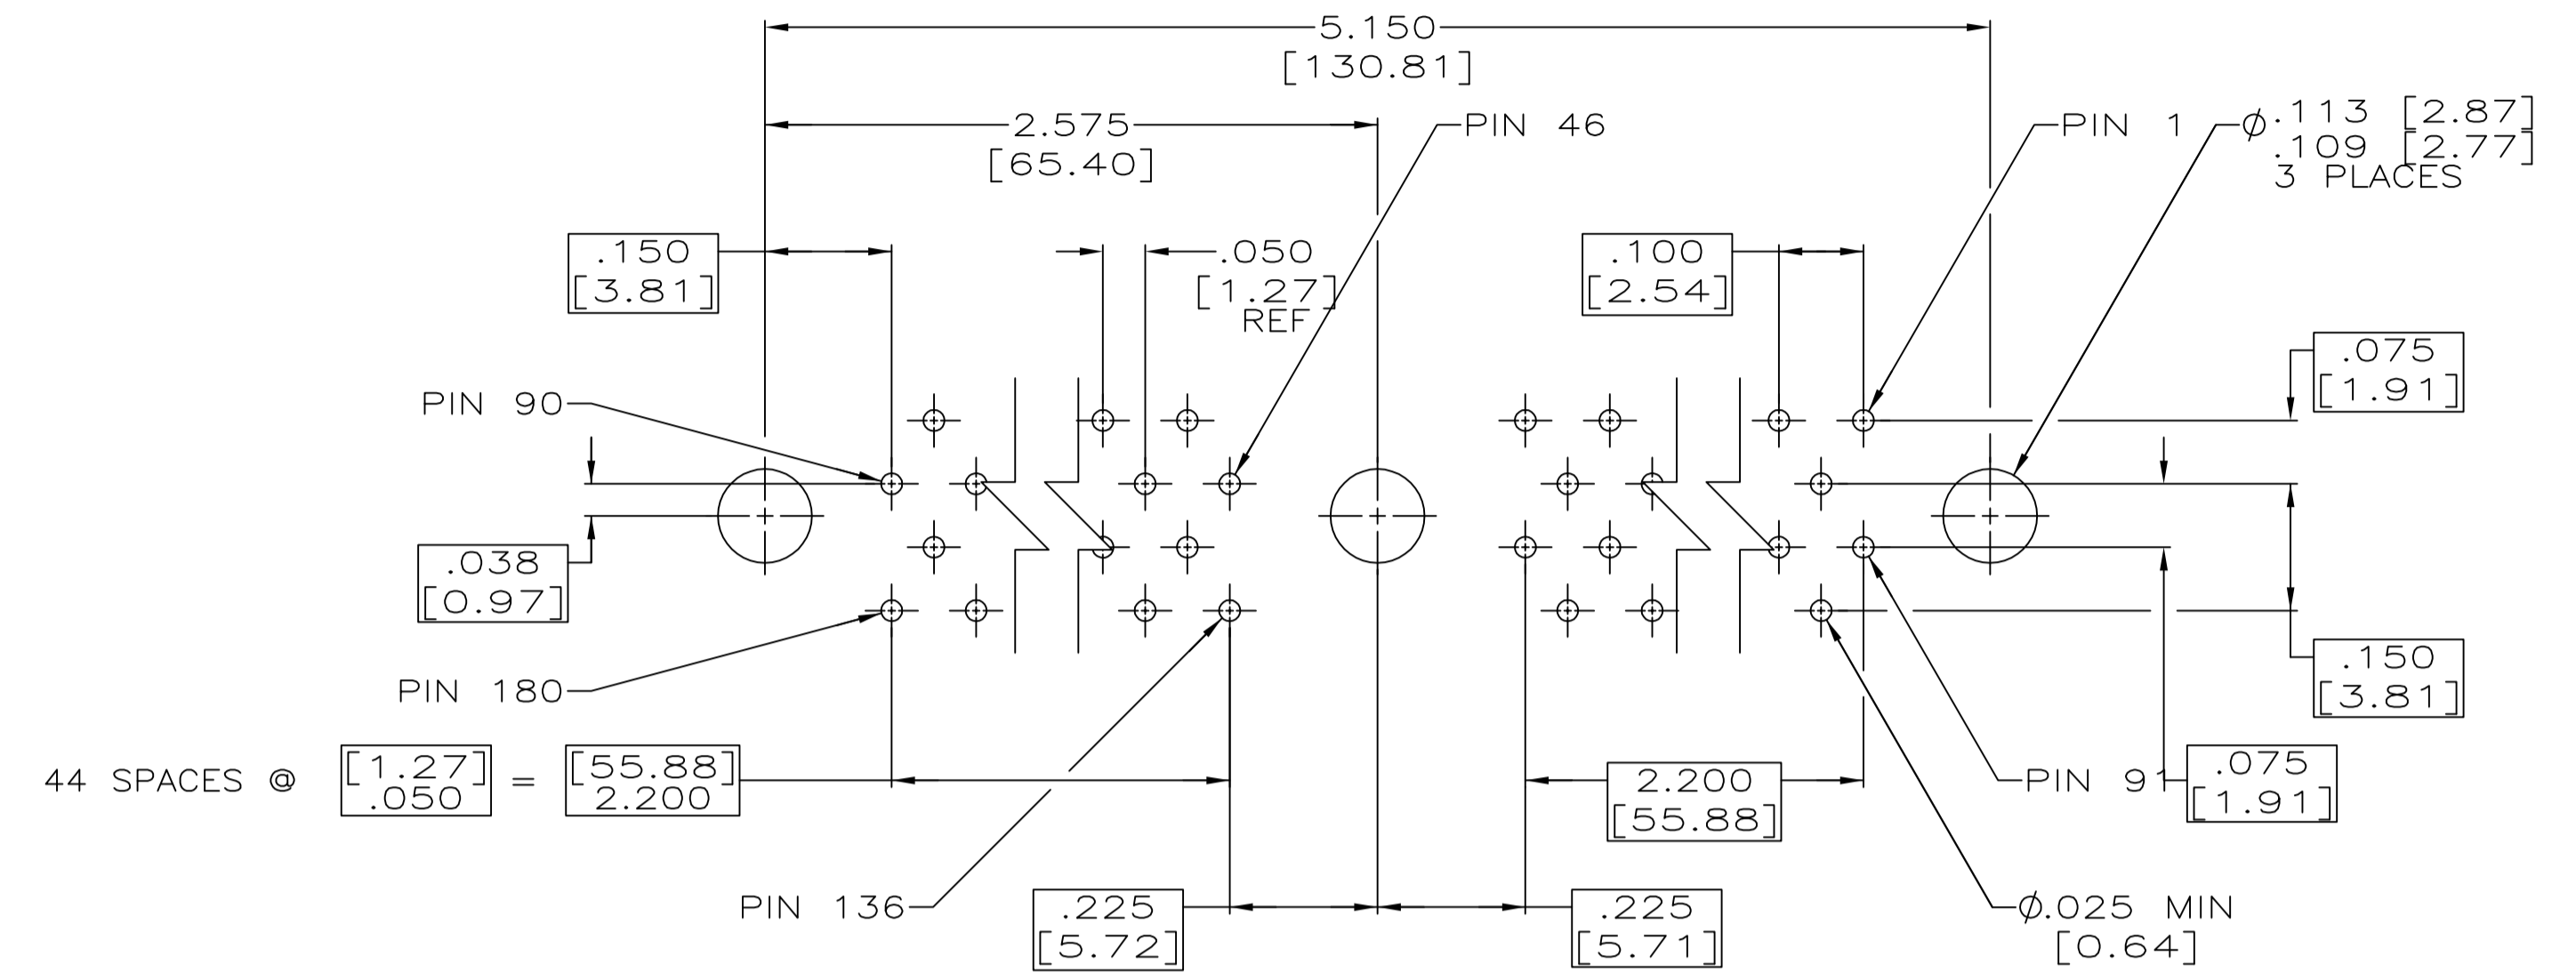 5.150
[130.81]
2.575
[65.40]
PIN 46
PIN 1
⌀.113 [2.87]
.109 [2.77]
3 PLACES
.150
[3.81]
.050
[1.27]
REF
.100
[2.54]
.075
[1.91]
PIN 90
.038
[0.97]
.150
[3.81]
PIN 180
44 SPACES @ [1.27] = [55.88]
.050 2.200
2.200
[55.88]
PIN 91
.075
[1.91]
PIN 136
.225
[5.72]
.225
[5.71]
⌀.025 MIN
[0.64]